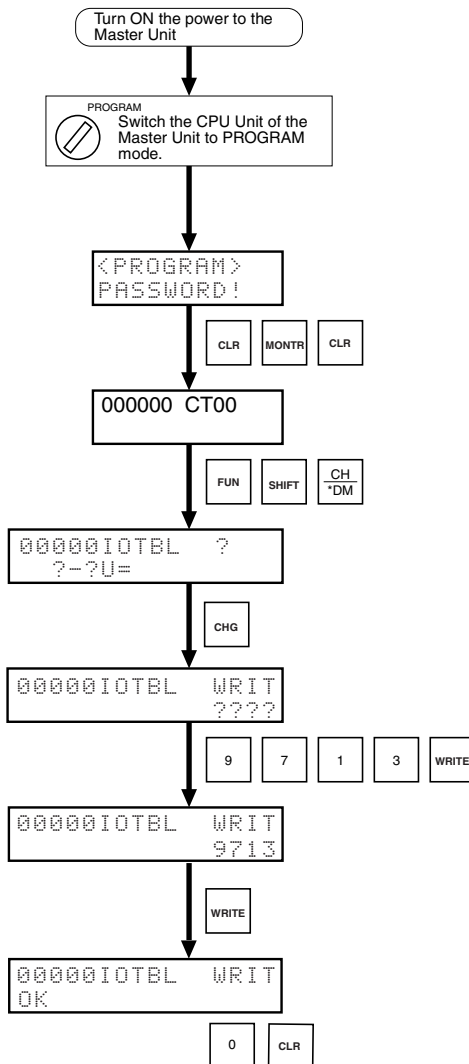 Turn ON the power to the
Master Unit
PROGRAM
Switch the CPU Unit of the
Master Unit to PROGRAM
mode.
<PROGRAM>
PASSWORD!
CLR MONTR CLR
000000 CT00
FUN SHIFT CH
*DM
00000IOTBL ?
?-?U=
CHG
00000IOTBL WRIT
????
9 7 1 3 WRITE
00000IOTBL WRIT
9713
WRITE
00000IOTBL WRIT
OK
0 CLR